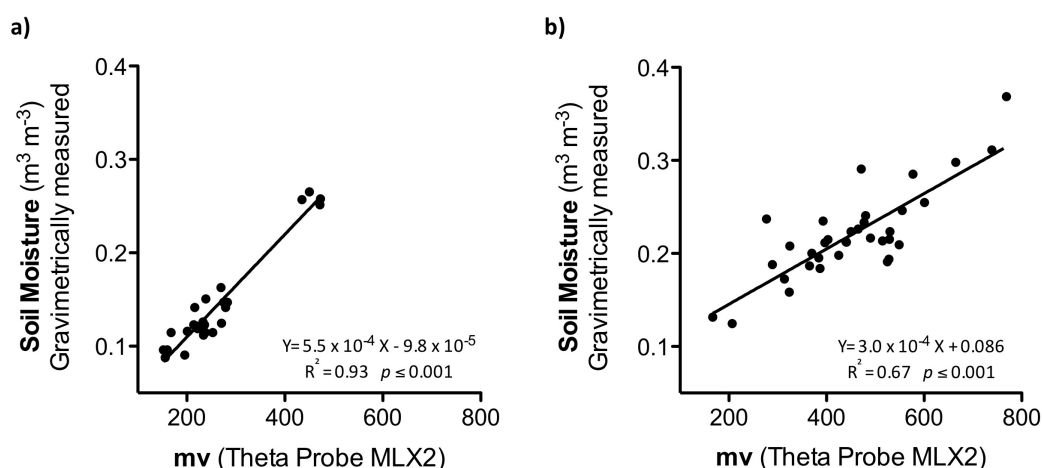 a)
Soil Moisture (m³ m⁻³)
Gravimetrically measured
0.4
0.3
0.2
0.1
Y= 5.5 x 10⁻⁴ X - 9.8 x 10⁻⁵
R² = 0.93 p ≤ 0.001
200 400 600 800
mv (Theta Probe MLX2)
b)
Soil Moisture (m³ m⁻³)
Gravimetrically measured
0.4
0.3
0.2
0.1
Y= 3.0 x 10⁻⁴ X + 0.086
R² = 0.67 p ≤ 0.001
200 400 600 800
mv (Theta Probe MLX2)